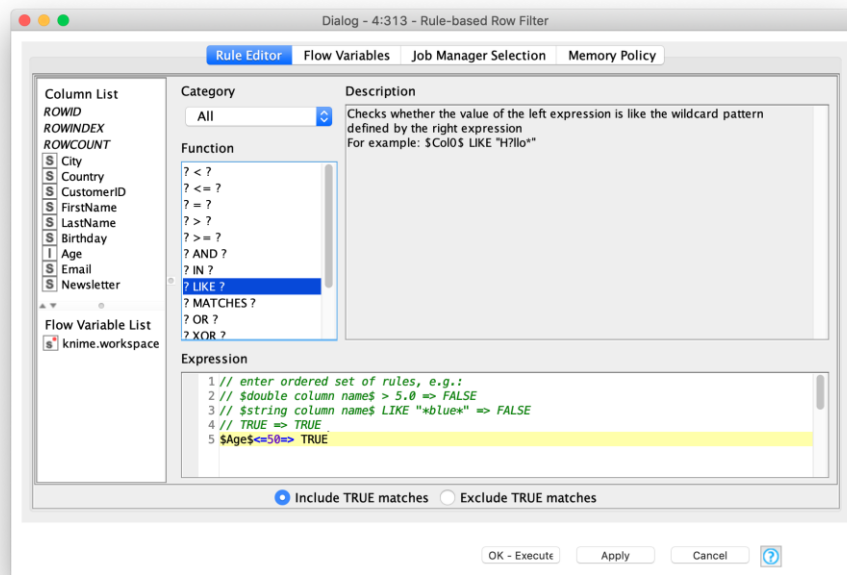 Dialog - 4:313 - Rule-based Row Filter
Rule Editor Flow Variables Job Manager Selection Memory Policy
Column List
ROWID
ROWINDEX
ROWCOUNT
S City
S Country
S CustomerID
S FirstName
S LastName
S Birthday
I Age
S Email
S Newsletter
Flow Variable List
s knime.workspace
Category
All
Function
? < ?
? <= ?
? = ?
? > ?
? >= ?
? AND ?
? IN ?
? LIKE ?
? MATCHES ?
? OR ?
? XOR ?
Description
Checks whether the value of the left expression is like the wildcard pattern
defined by the right expression
For example: $Col0$ LIKE "H?llo*"
Expression
1 // enter ordered set of rules, e.g.:
2 // $double column name$ > 5.0 => FALSE
3 // $string column name$ LIKE "*blue*" => FALSE
4 // TRUE => TRUE
5 $Age$<=50=> TRUE
Include TRUE matches Exclude TRUE matches
OK - Execute Apply Cancel ?